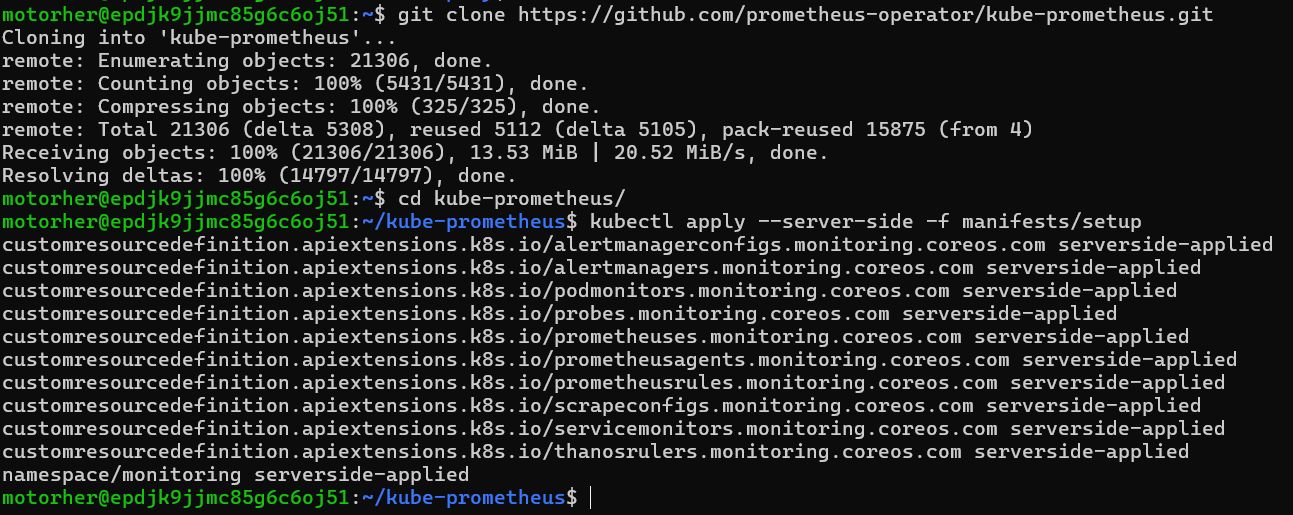 motorher@epdjk9jjmc85g6c6oj51:~$ git clone https://github.com/prometheus-operator/kube-prometheus.git
Cloning into 'kube-prometheus'...
remote: Enumerating objects: 21306, done.
remote: Counting objects: 100% (5431/5431), done.
remote: Compressing objects: 100% (325/325), done.
remote: Total 21306 (delta 5308), reused 5112 (delta 5105), pack-reused 15875 (from 4)
Receiving objects: 100% (21306/21306), 13.53 MiB | 20.52 MiB/s, done.
Resolving deltas: 100% (14797/14797), done.
motorher@epdjk9jjmc85g6c6oj51:~$ cd kube-prometheus/
motorher@epdjk9jjmc85g6c6oj51:~/kube-prometheus$ kubectl apply --server-side -f manifests/setup
customresourcedefinition.apiextensions.k8s.io/alertmanagerconfigs.monitoring.coreos.com serverside-applied
customresourcedefinition.apiextensions.k8s.io/alertmanagers.monitoring.coreos.com serverside-applied
customresourcedefinition.apiextensions.k8s.io/podmonitors.monitoring.coreos.com serverside-applied
customresourcedefinition.apiextensions.k8s.io/probes.monitoring.coreos.com serverside-applied
customresourcedefinition.apiextensions.k8s.io/prometheuses.monitoring.coreos.com serverside-applied
customresourcedefinition.apiextensions.k8s.io/prometheusagents.monitoring.coreos.com serverside-applied
customresourcedefinition.apiextensions.k8s.io/prometheusrules.monitoring.coreos.com serverside-applied
customresourcedefinition.apiextensions.k8s.io/scrapeconfigs.monitoring.coreos.com serverside-applied
customresourcedefinition.apiextensions.k8s.io/servicemonitors.monitoring.coreos.com serverside-applied
customresourcedefinition.apiextensions.k8s.io/thanosrulers.monitoring.coreos.com serverside-applied
namespace/monitoring serverside-applied
motorher@epdjk9jjmc85g6c6oj51:~/kube-prometheus$